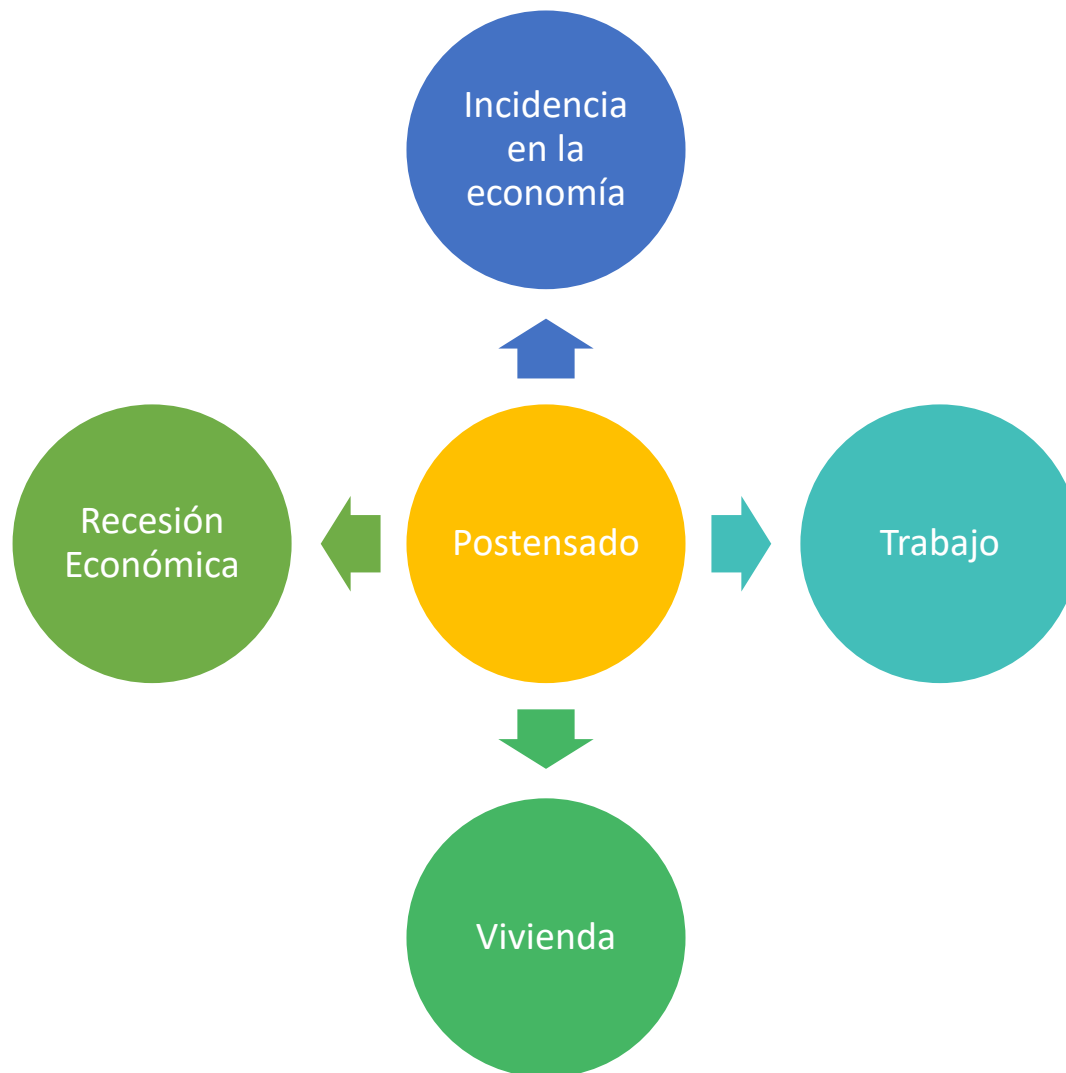 Incidencia
en la
economía
Recesión
Económica
Postensado
Trabajo
Vivienda